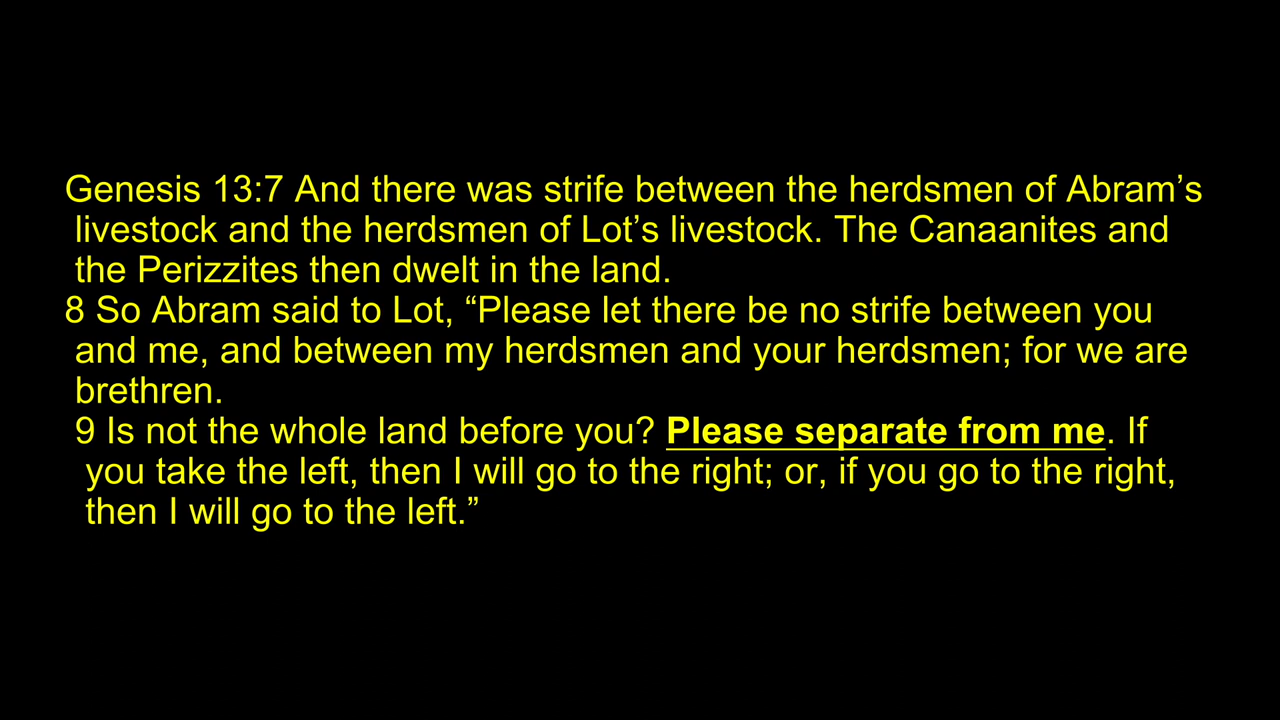 Genesis 13:7 And there was strife between the herdsmen of Abram’s
livestock and the herdsmen of Lot’s livestock. The Canaanites and
the Perizzites then dwelt in the land.
8 So Abram said to Lot, “Please let there be no strife between you
and me, and between my herdsmen and your herdsmen; for we are
brethren.
9 Is not the whole land before you? Please separate from me. If
you take the left, then I will go to the right; or, if you go to the right,
then I will go to the left.”